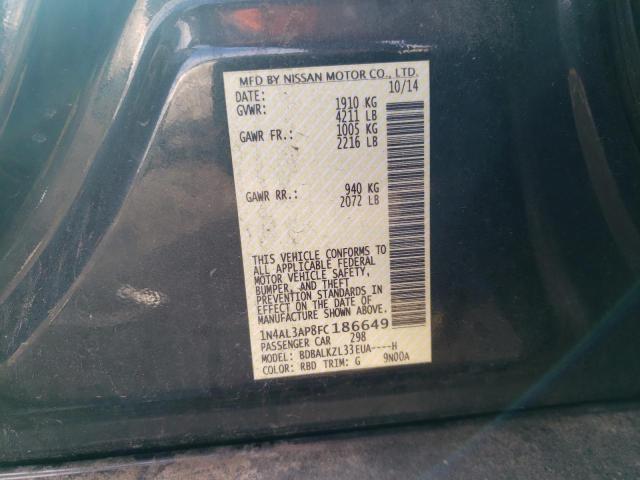 MFD BY NISSAN MOTOR CO., LTD.
DATE: 10/14
GVWR: 1910 KG
4211 LB
GAWR FR.: 1005 KG
2216 LB
GAWR RR.: 940 KG
2072 LB
THIS VEHICLE CONFORMS TO
ALL APPLICABLE FEDERAL
MOTOR VEHICLE SAFETY,
BUMPER, AND THEFT
PREVENTION STANDARDS IN
EFFECT ON THE DATE OF
MANUFACTURE SHOWN ABOVE.
1N4AL3AP8FC186649
PASSENGER CAR 298
MODEL: BDBALKZL33EUA----H
COLOR: RBD TRIM: G 9N00A